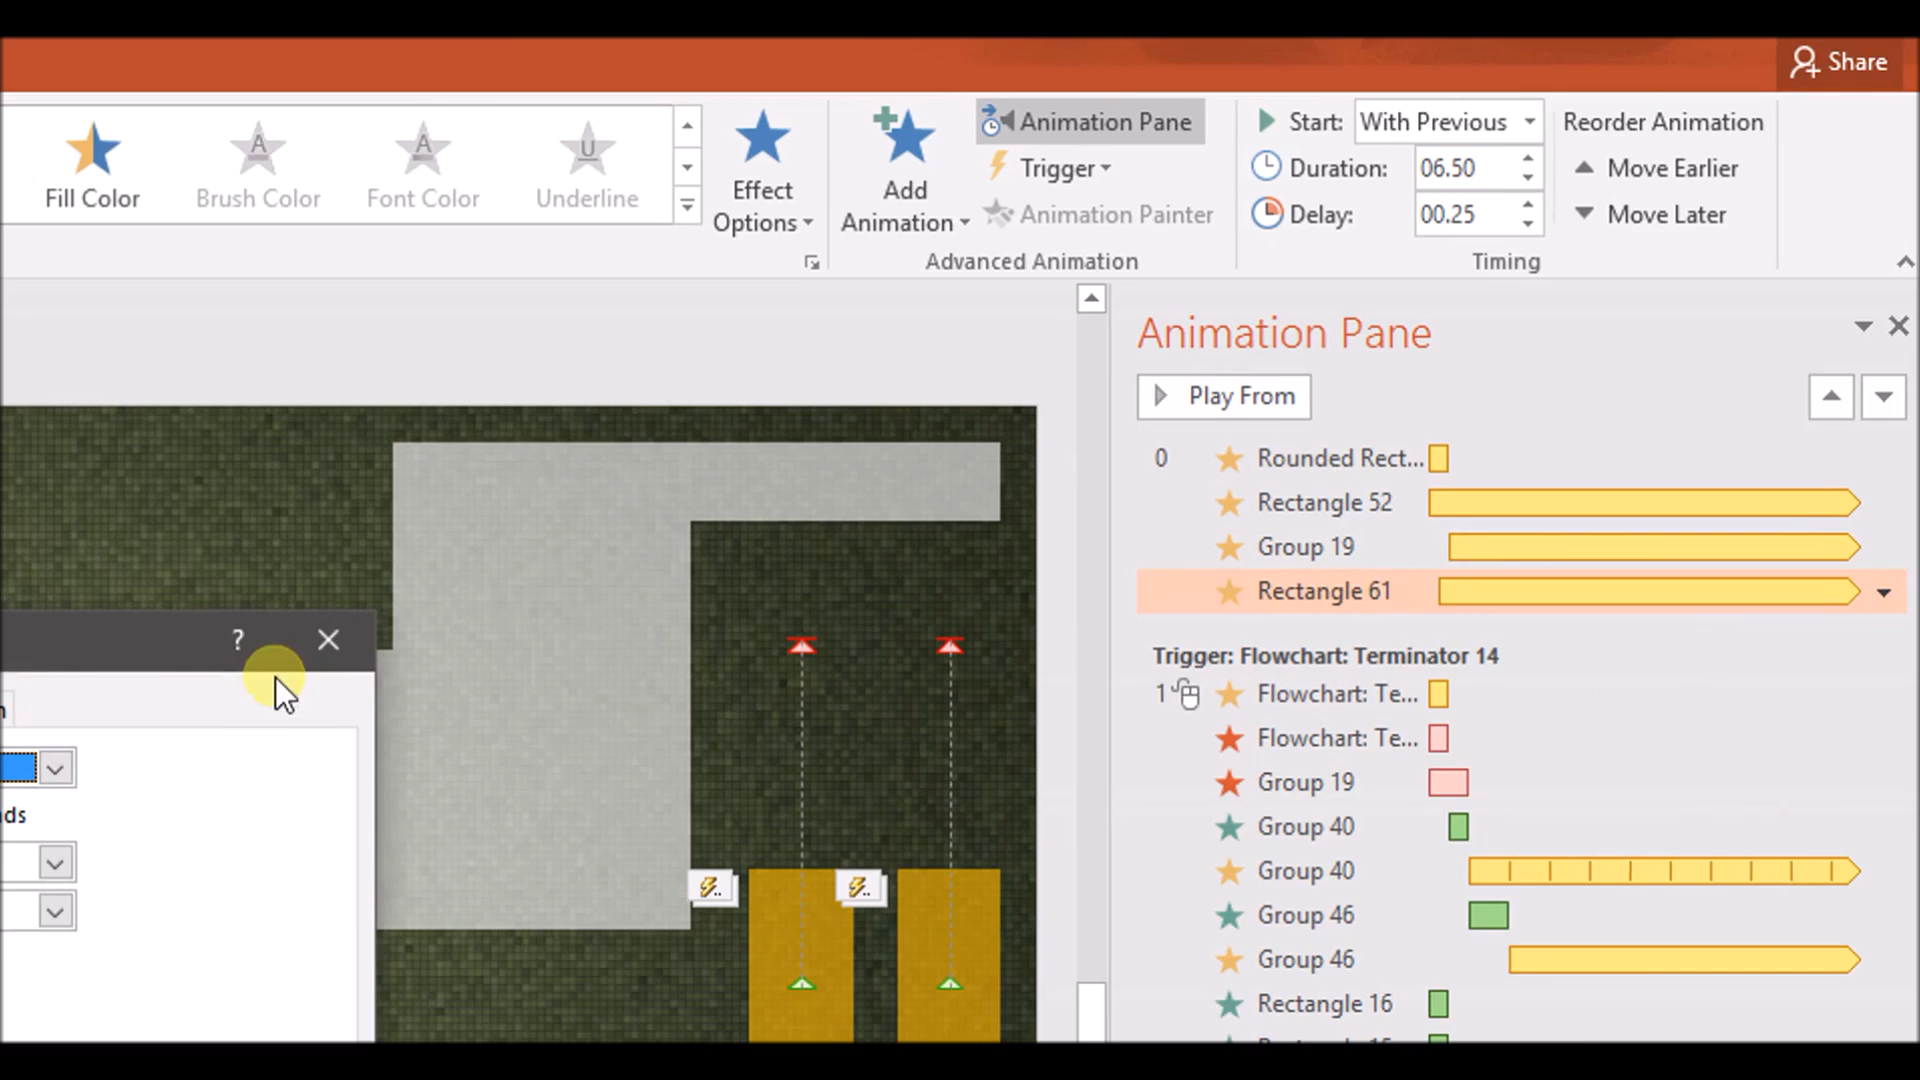 Share
Fill Color
Brush Color
Font Color
Underline
Effect
Options
Add
Animation
Animation Pane
Trigger
Animation Painter
Advanced Animation
Start: With Previous
Duration: 06.50
Delay: 00.25
Timing
Reorder Animation
Move Earlier
Move Later
Animation Pane
Play From
0 Rounded Rect...
Rectangle 52
Group 19
Rectangle 61
Trigger: Flowchart: Terminator 14
1 Flowchart: Te...
Flowchart: Te...
Group 19
Group 40
Group 40
Group 46
Group 46
Rectangle 16
?